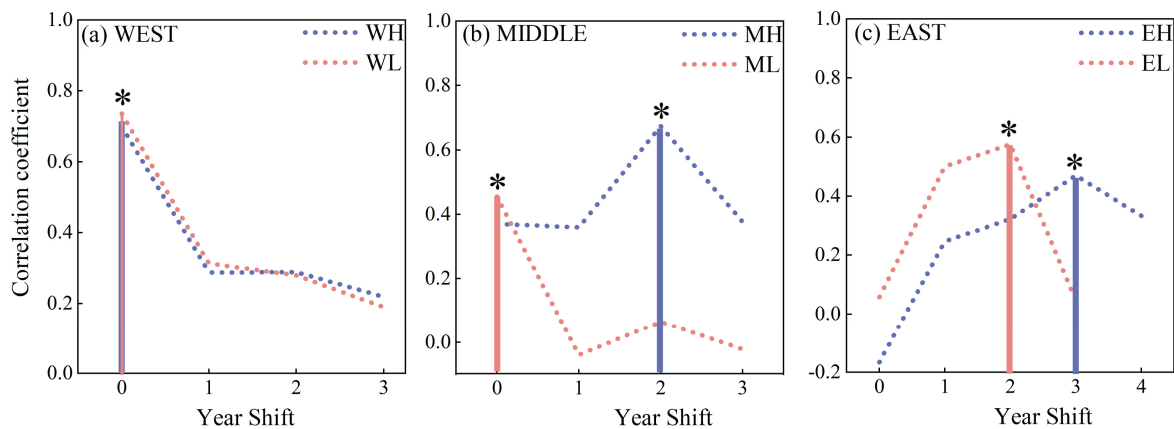 Correlation coefficient
1.0
0.8
0.6
0.4
0.2
0.0
(a) WEST
WH
WL
*
0 1 2 3
Year Shift
1.0
0.8
0.6
0.4
0.2
0.0
(b) MIDDLE
MH
ML
*
*
0 1 2 3
Year Shift
1.0
0.8
0.6
0.4
0.2
0.0
-0.2
(c) EAST
EH
EL
*
*
0 1 2 3 4
Year Shift